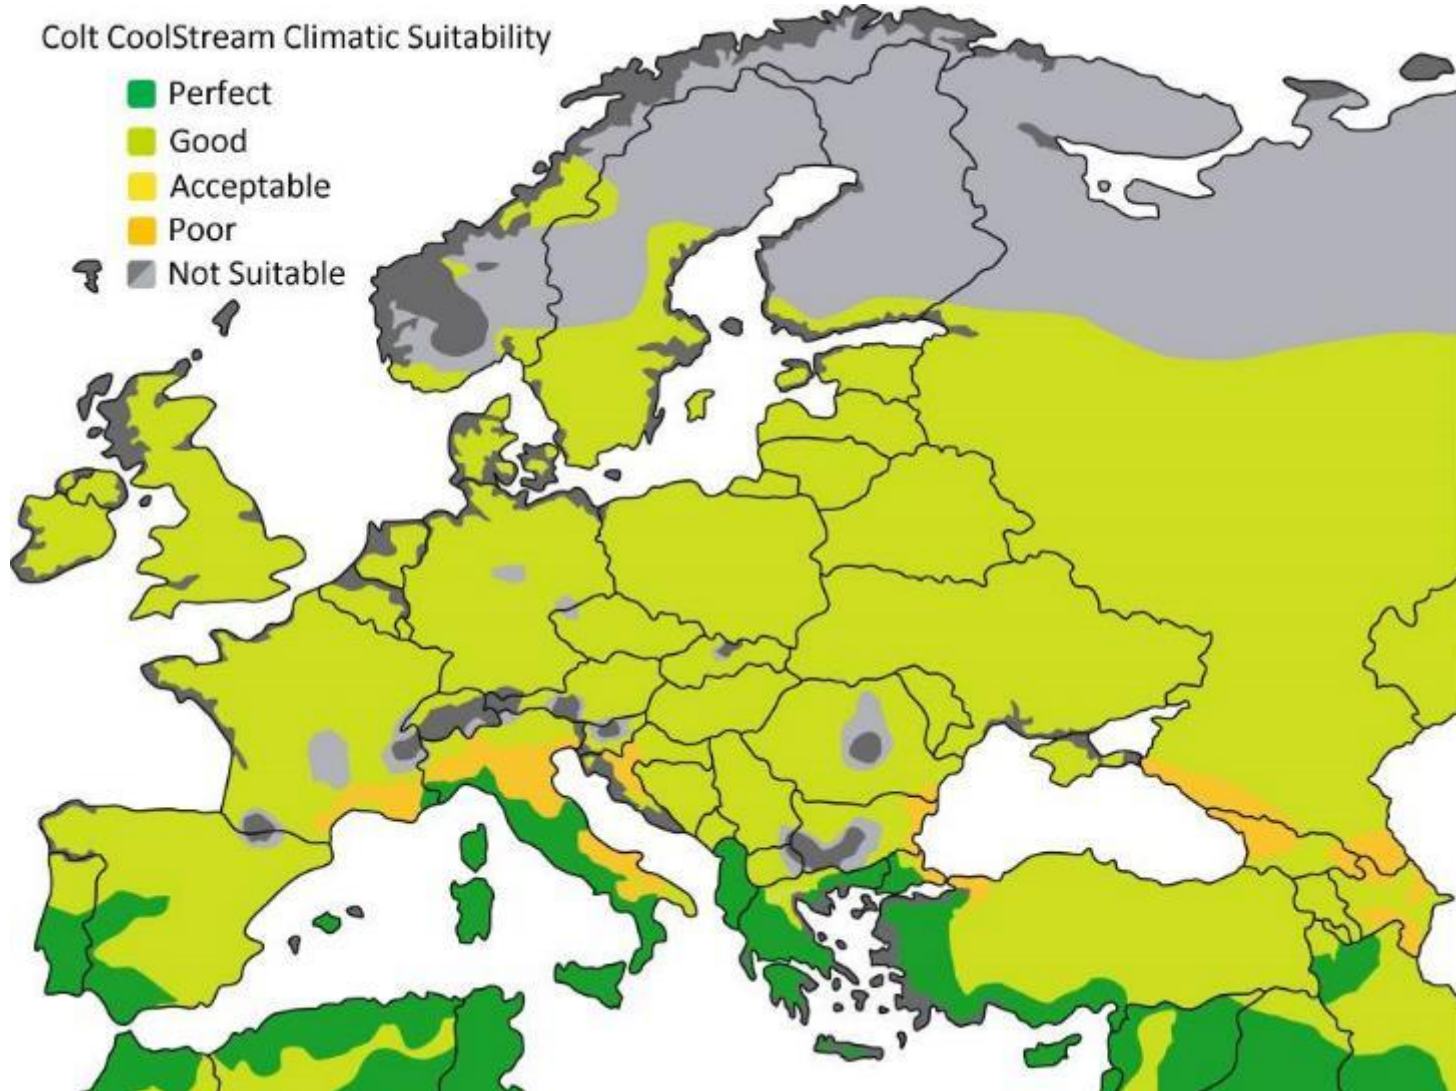 Colt CoolStream Climatic Suitability
Perfect
Good
Acceptable
Poor
Not Suitable